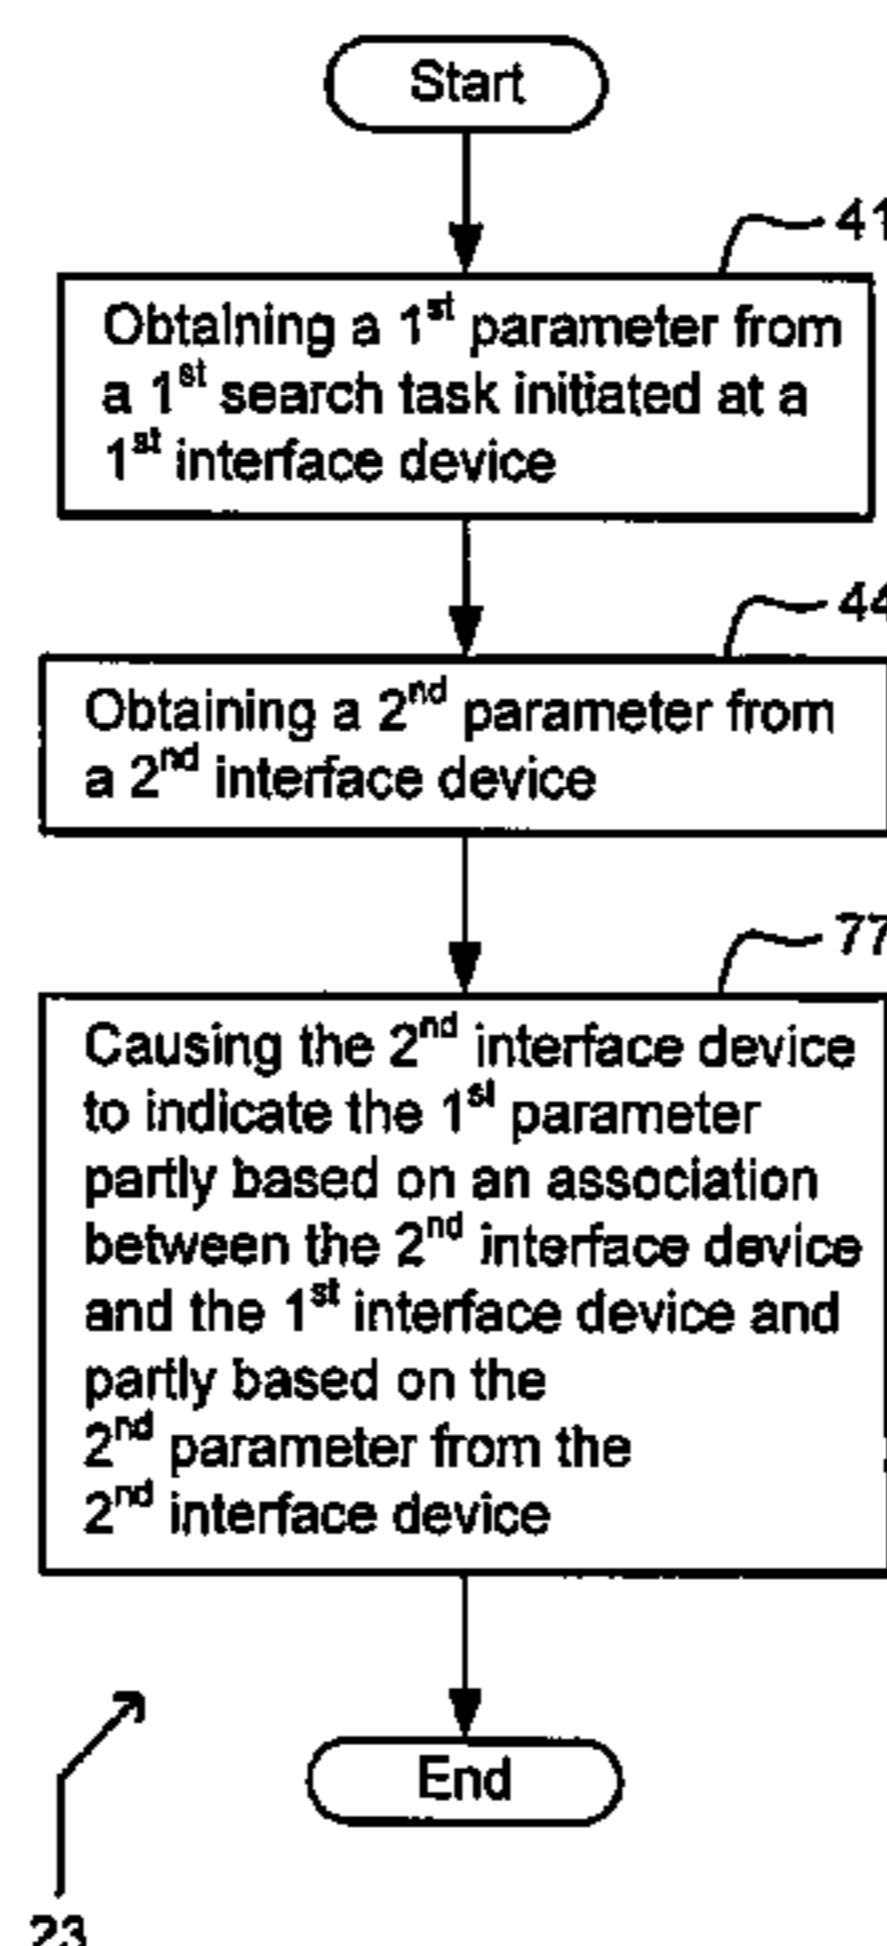 Start
41
Obtaining a 1st parameter from
a 1st search task initiated at a
1st interface device
44
Obtaining a 2nd parameter from
a 2nd interface device
77
Causing the 2nd interface device
to indicate the 1st parameter
partly based on an association
between the 2nd interface device
and the 1st interface device and
partly based on the
2nd parameter from the
2nd interface device
End
23